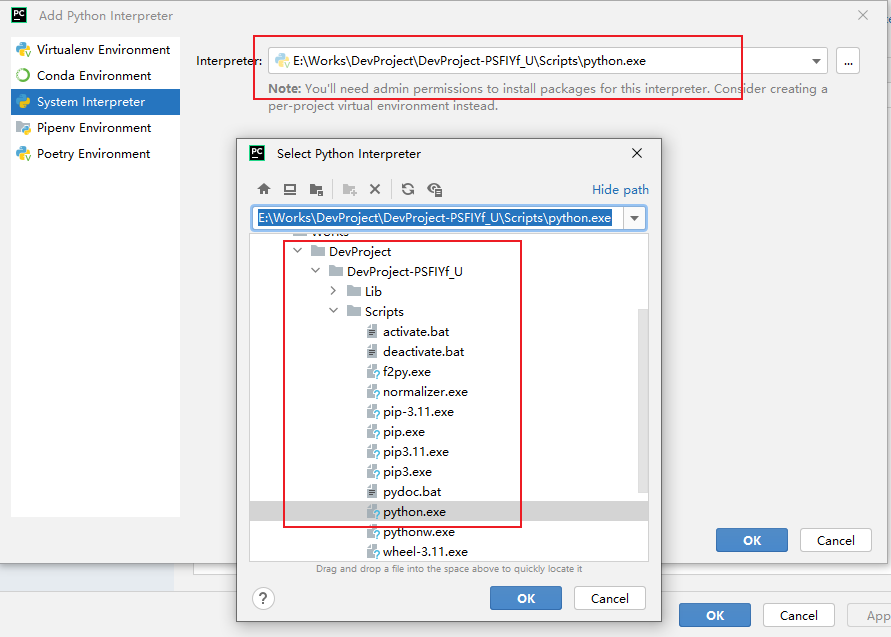 PC Add Python Interpreter
Virtualenv Environment
Conda Environment
System Interpreter
Pipenv Environment
Poetry Environment
Interpreter: E:\Works\DevProject\DevProject-PSFIYf_U\Scripts\python.exe ...
Note: You'll need admin permissions to install packages for this interpreter. Consider creating a
per-project virtual environment instead.
PC Select Python Interpreter
Hide path
E:\Works\DevProject\DevProject-PSFIYf_U\Scripts\python.exe
Works
DevProject
DevProject-PSFIYf_U
Lib
Scripts
activate.bat
deactivate.bat
f2py.exe
normalizer.exe
pip-3.11.exe
pip.exe
pip3.11.exe
pip3.exe
pydoc.bat
python.exe
pythonw.exe
wheel-3.11.exe
Drag and drop a file into the space above to quickly locate it
? OK Cancel
OK Cancel
OK Cancel App